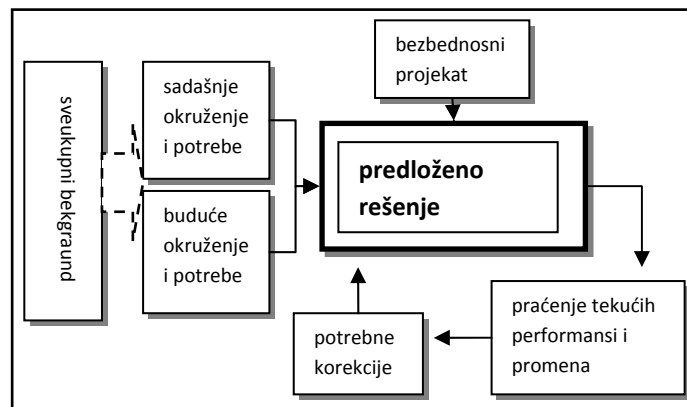 sveukupni bekgraund
sadašnje
okruženje
i potrebe
buduće
okruženje
i potrebe
bezbednosni
projekat
predloženo
rešenje
potrebne
korekcije
praćenje tekućih
performansi i
promena